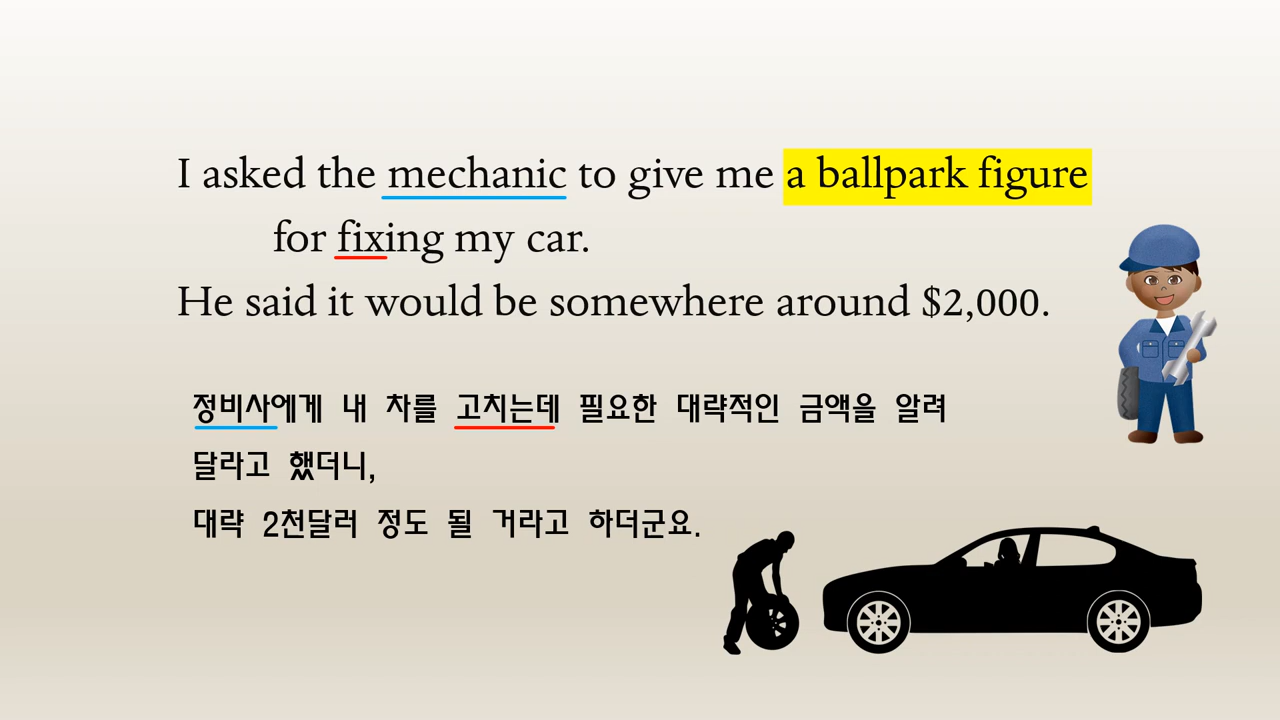 I asked the mechanic to give me a ballpark figure
for fixing my car.
He said it would be somewhere around $2,000.
정비사에게 내 차를 고치는데 필요한 대략적인 금액을 알려
달라고 했더니,
대략 2천달러 정도 될 거라고 하더군요.